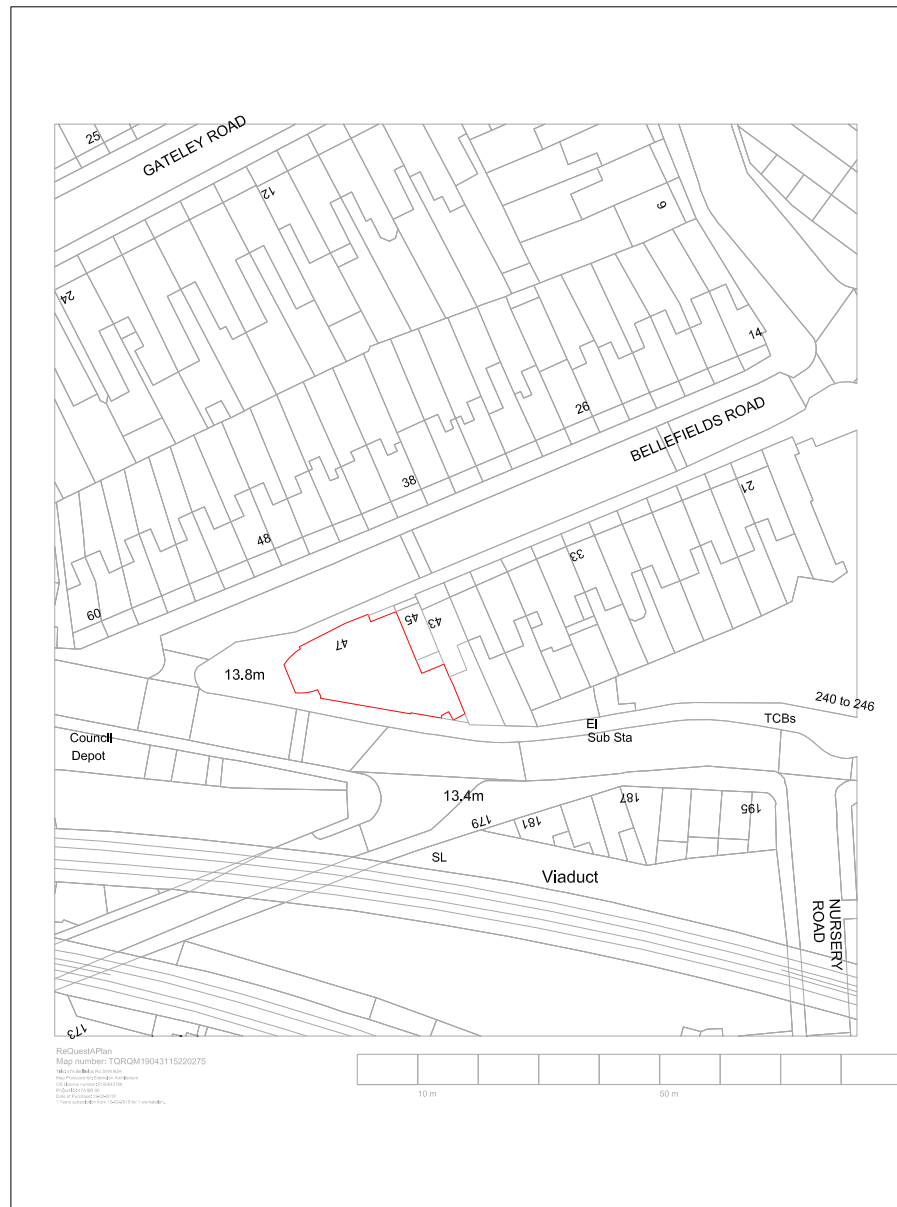 25
GATELEY ROAD
12
9
24
14
26
BELLEFIELDS ROAD
38
21
48
33
60
45
43
47
13.8m
240 to 246
El
Sub Sta
TCBs
Council
Depot
13.4m
187
195
179
181
SL
Viaduct
NURSERY
ROAD
173
ReQuestAPlan
Map number: TQRQM19043115220275
10 m
50 m